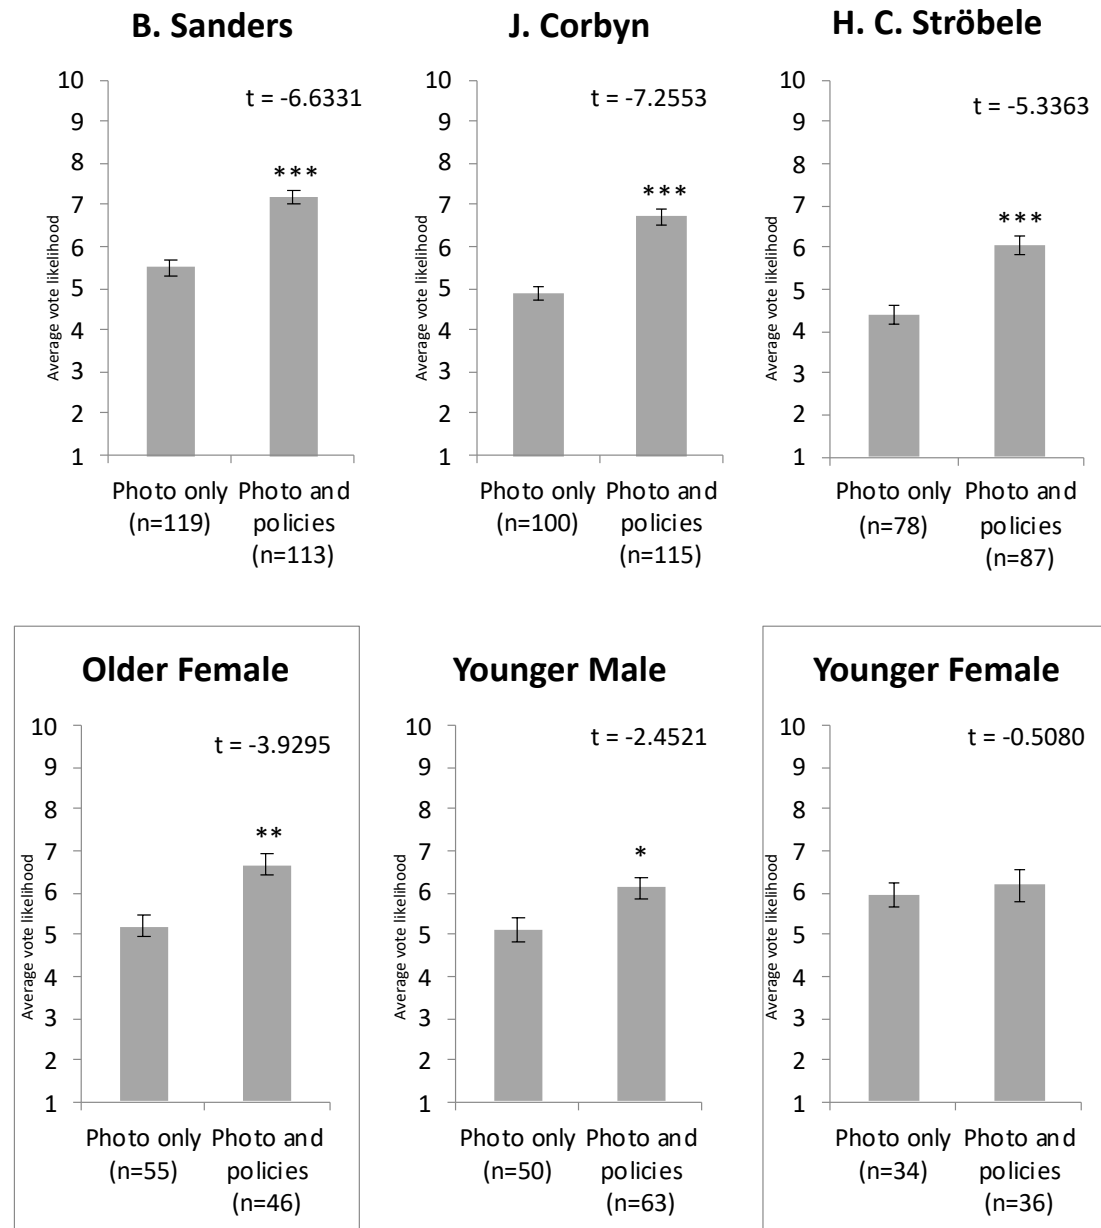 B. Sanders
t = -6.6331
Average vote likelihood
10
9
8
7
6
5
4
3
2
1
***
Photo only
(n=119)
Photo and
policies
(n=113)
J. Corbyn
t = -7.2553
Average vote likelihood
10
9
8
7
6
5
4
3
2
1
***
Photo only
(n=100)
Photo and
policies
(n=115)
H. C. Ströbele
t = -5.3363
Average vote likelihood
10
9
8
7
6
5
4
3
2
1
***
Photo only
(n=78)
Photo and
policies
(n=87)
Older Female
t = -3.9295
Average vote likelihood
10
9
8
7
6
5
4
3
2
1
**
Photo only
(n=55)
Photo and
policies
(n=46)
Younger Male
t = -2.4521
Average vote likelihood
10
9
8
7
6
5
4
3
2
1
*
Photo only
(n=50)
Photo and
policies
(n=63)
Younger Female
t = -0.5080
Average vote likelihood
10
9
8
7
6
5
4
3
2
1
Photo only
(n=34)
Photo and
policies
(n=36)